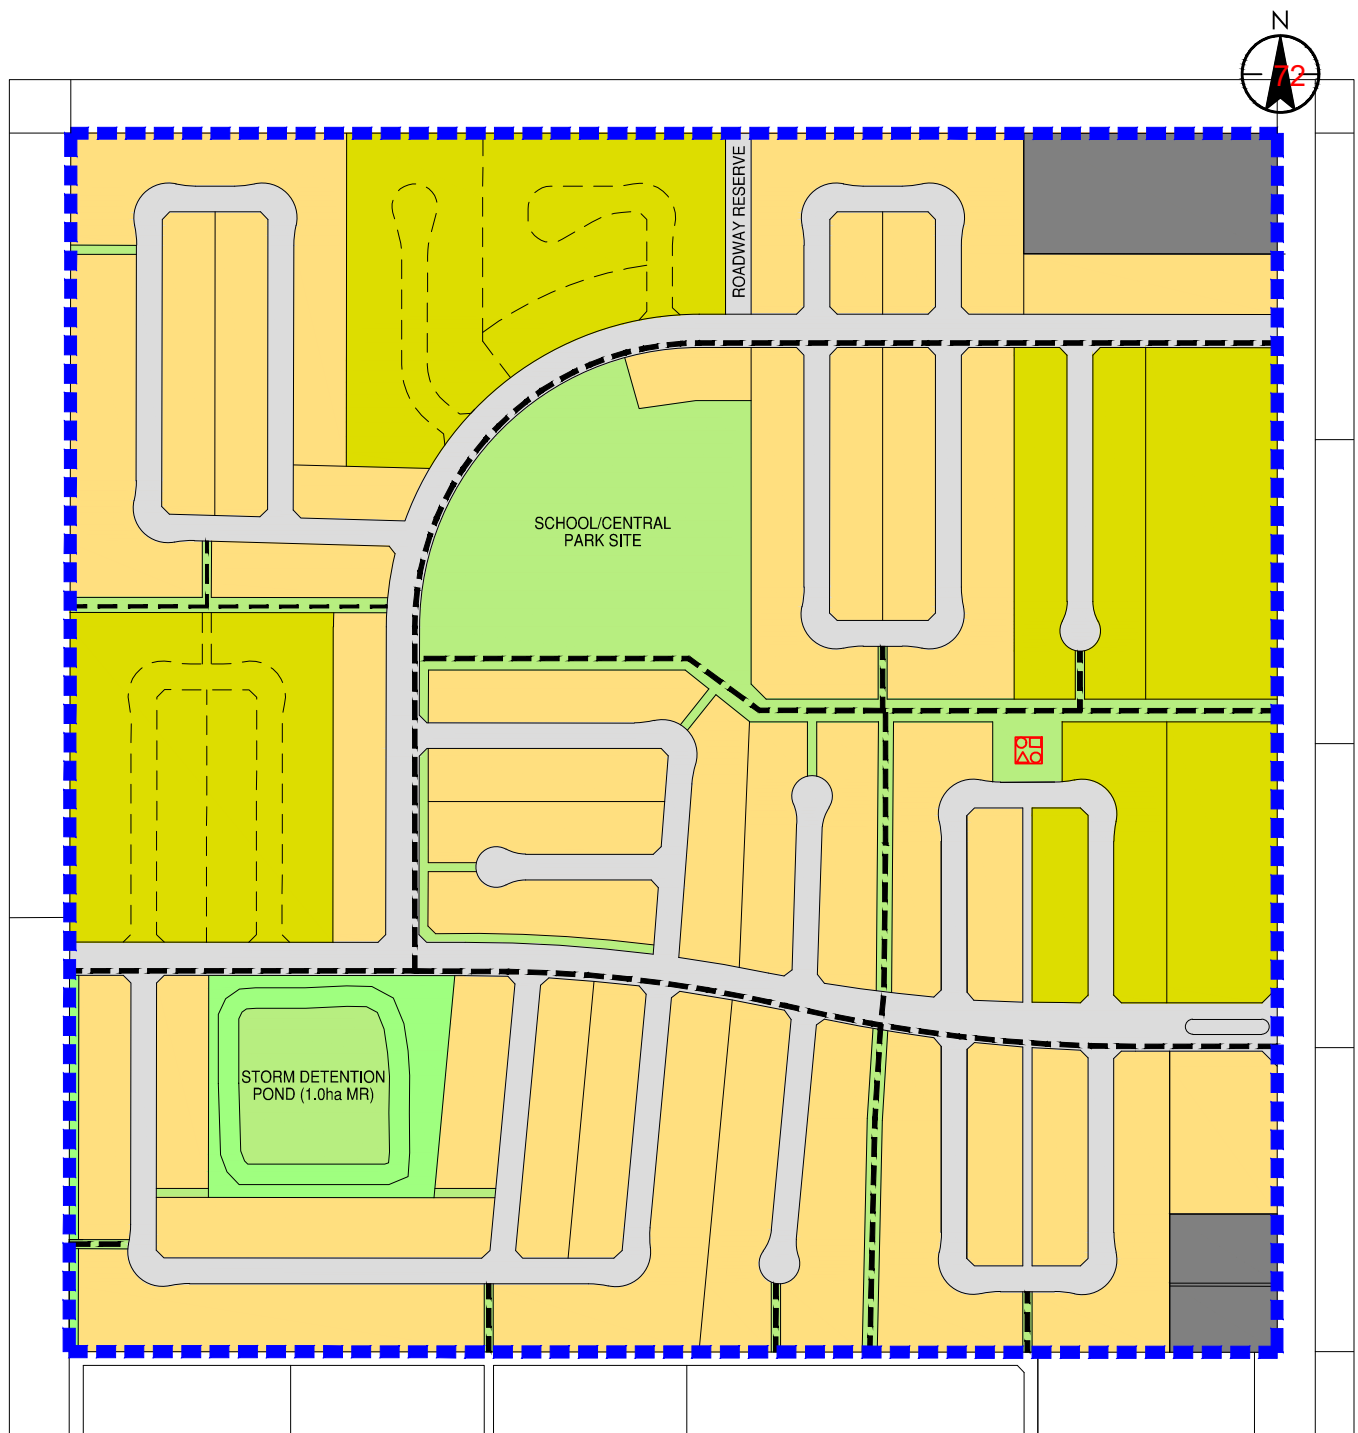 N
72
ROADWAY RESERVE
SCHOOL/CENTRAL
PARK SITE
STORM DETENTION
POND (1.0ha MR)